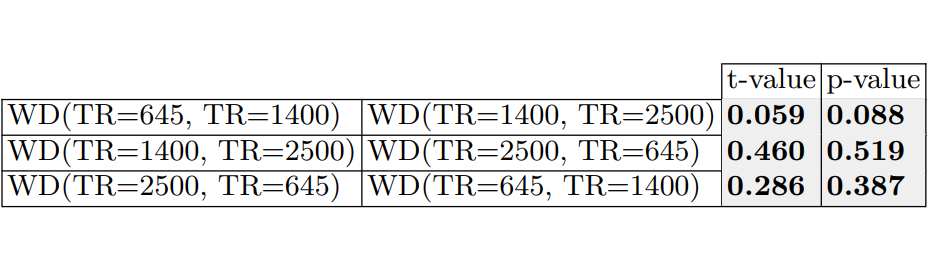 t-value p-value
WD(TR=645, TR=1400) WD(TR=1400, TR=2500) 0.059 0.088
WD(TR=1400, TR=2500) WD(TR=2500, TR=645) 0.460 0.519
WD(TR=2500, TR=645) WD(TR=645, TR=1400) 0.286 0.387